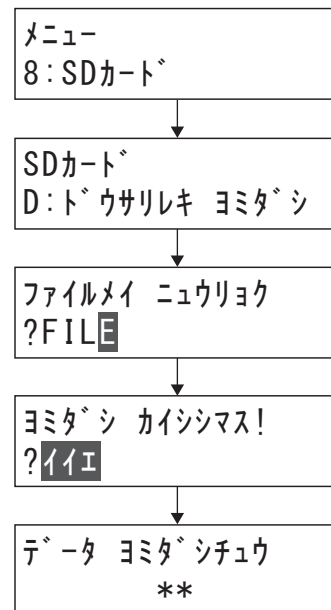 メニュー
8:SDカード
SDカード
D:ドウサリレキ ヨミダシ
ファイルメイ ニュウリョク
?FILE
ヨミダシ カイシシマス!
?イイエ
データ ヨミダシチュウ
**